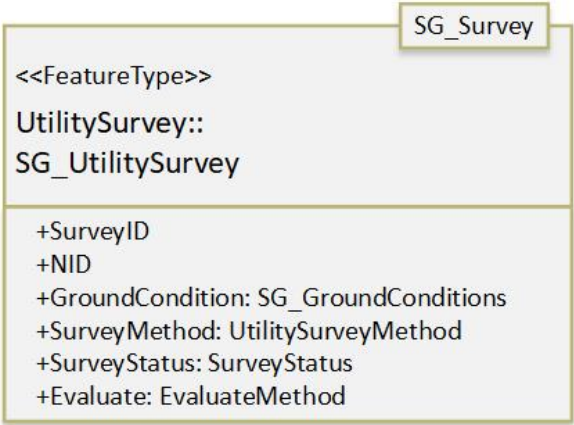 SG_Survey
<<FeatureType>>
UtilitySurvey::
SG_UtilitySurvey
+SurveyID
+NID
+GroundCondition: SG_GroundConditions
+SurveyMethod: UtilitySurveyMethod
+SurveyStatus: SurveyStatus
+Evaluate: EvaluateMethod